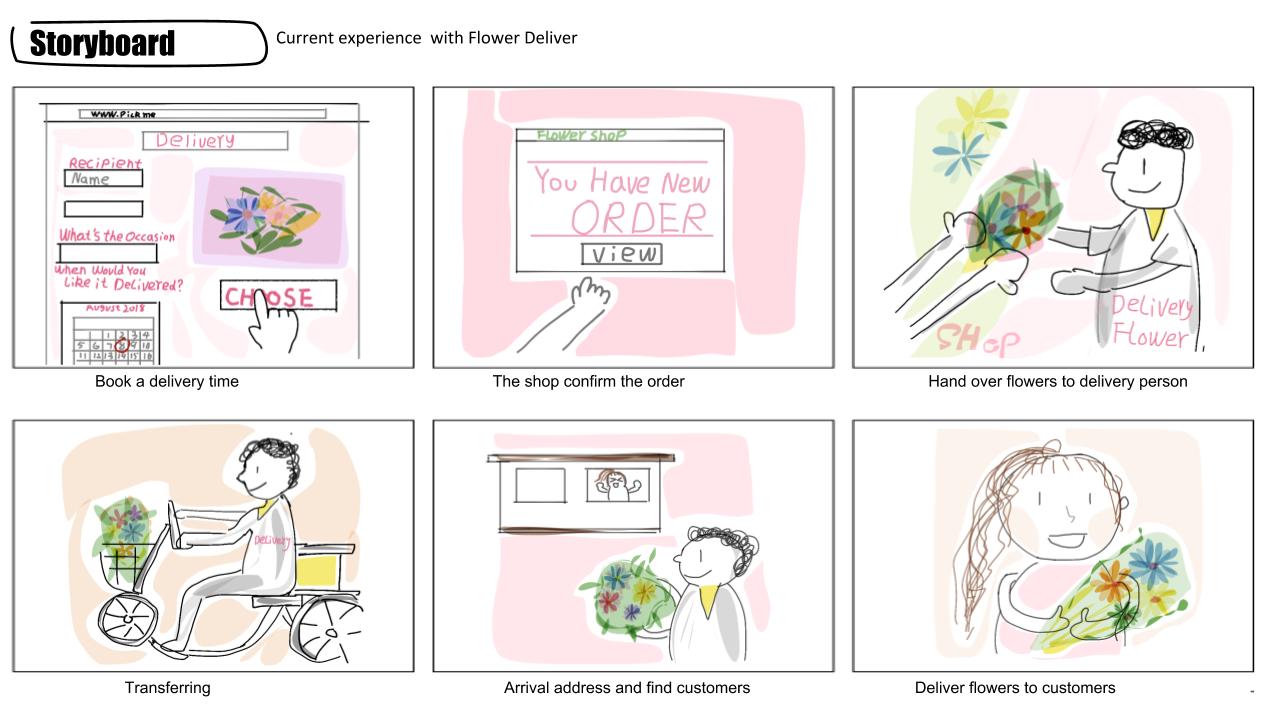 Storyboard
Current experience with Flower Deliver
www.Pickme
Delivery
Recipient
Name
What's the Occasion
When Would You
Like it Delivered?
CHOOSE
August 2018
1 1 2 3 4
5 6 7 8 9 10
11 12 13 14 15 16
Book a delivery time
Flower Shop
You Have New
ORDER
View
The shop confirm the order
SHoP
Delivery
Flower
Hand over flowers to delivery person
Delivery
Transferring
Arrival address and find customers
Deliver flowers to customers
-